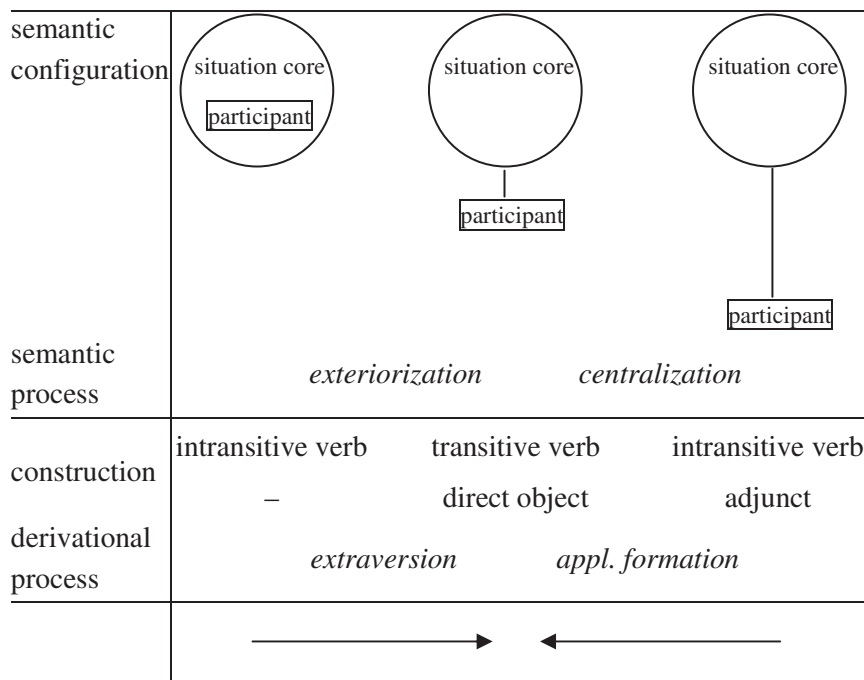 semantic
configuration
situation core situation core situation core
participant
participant
participant
semantic
process
exteriorization centralization
construction
intransitive verb transitive verb intransitive verb
– direct object adjunct
derivational
process
extraversion appl. formation